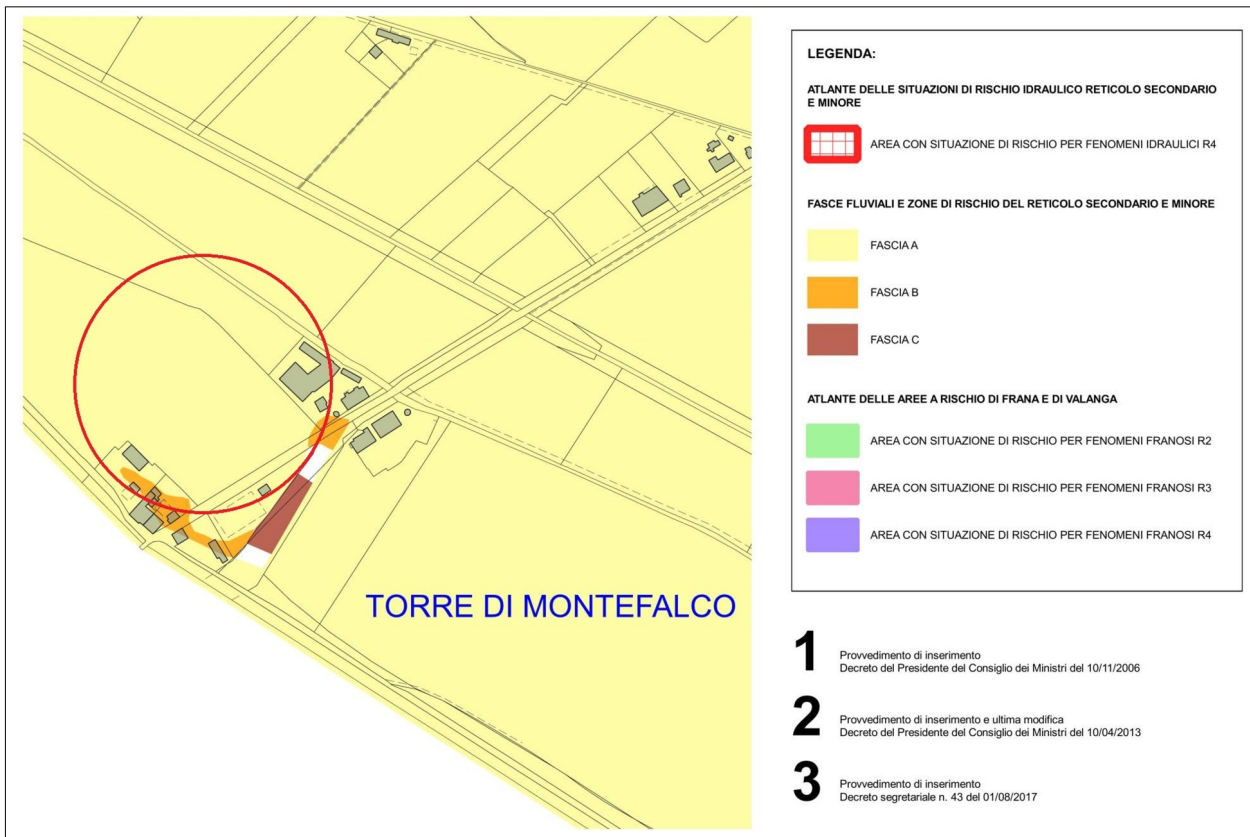 TORRE DI MONTEFALCO
LEGENDA:
ATLANTE DELLE SITUAZIONI DI RISCHIO IDRAULICO RETICOLO SECONDARIO
E MINORE
AREA CON SITUAZIONE DI RISCHIO PER FENOMENI IDRAULICI R4
FASCE FLUVIALI E ZONE DI RISCHIO DEL RETICOLO SECONDARIO E MINORE
FASCIA A
FASCIA B
FASCIA C
ATLANTE DELLE AREE A RISCHIO DI FRANA E DI VALANGA
AREA CON SITUAZIONE DI RISCHIO PER FENOMENI FRANOSI R2
AREA CON SITUAZIONE DI RISCHIO PER FENOMENI FRANOSI R3
AREA CON SITUAZIONE DI RISCHIO PER FENOMENI FRANOSI R4
1
Provvedimento di inserimento
Decreto del Presidente del Consiglio dei Ministri del 10/11/2006
2
Provvedimento di inserimento e ultima modifica
Decreto del Presidente del Consiglio dei Ministri del 10/04/2013
3
Provvedimento di inserimento
Decreto segretariale n. 43 del 01/08/2017